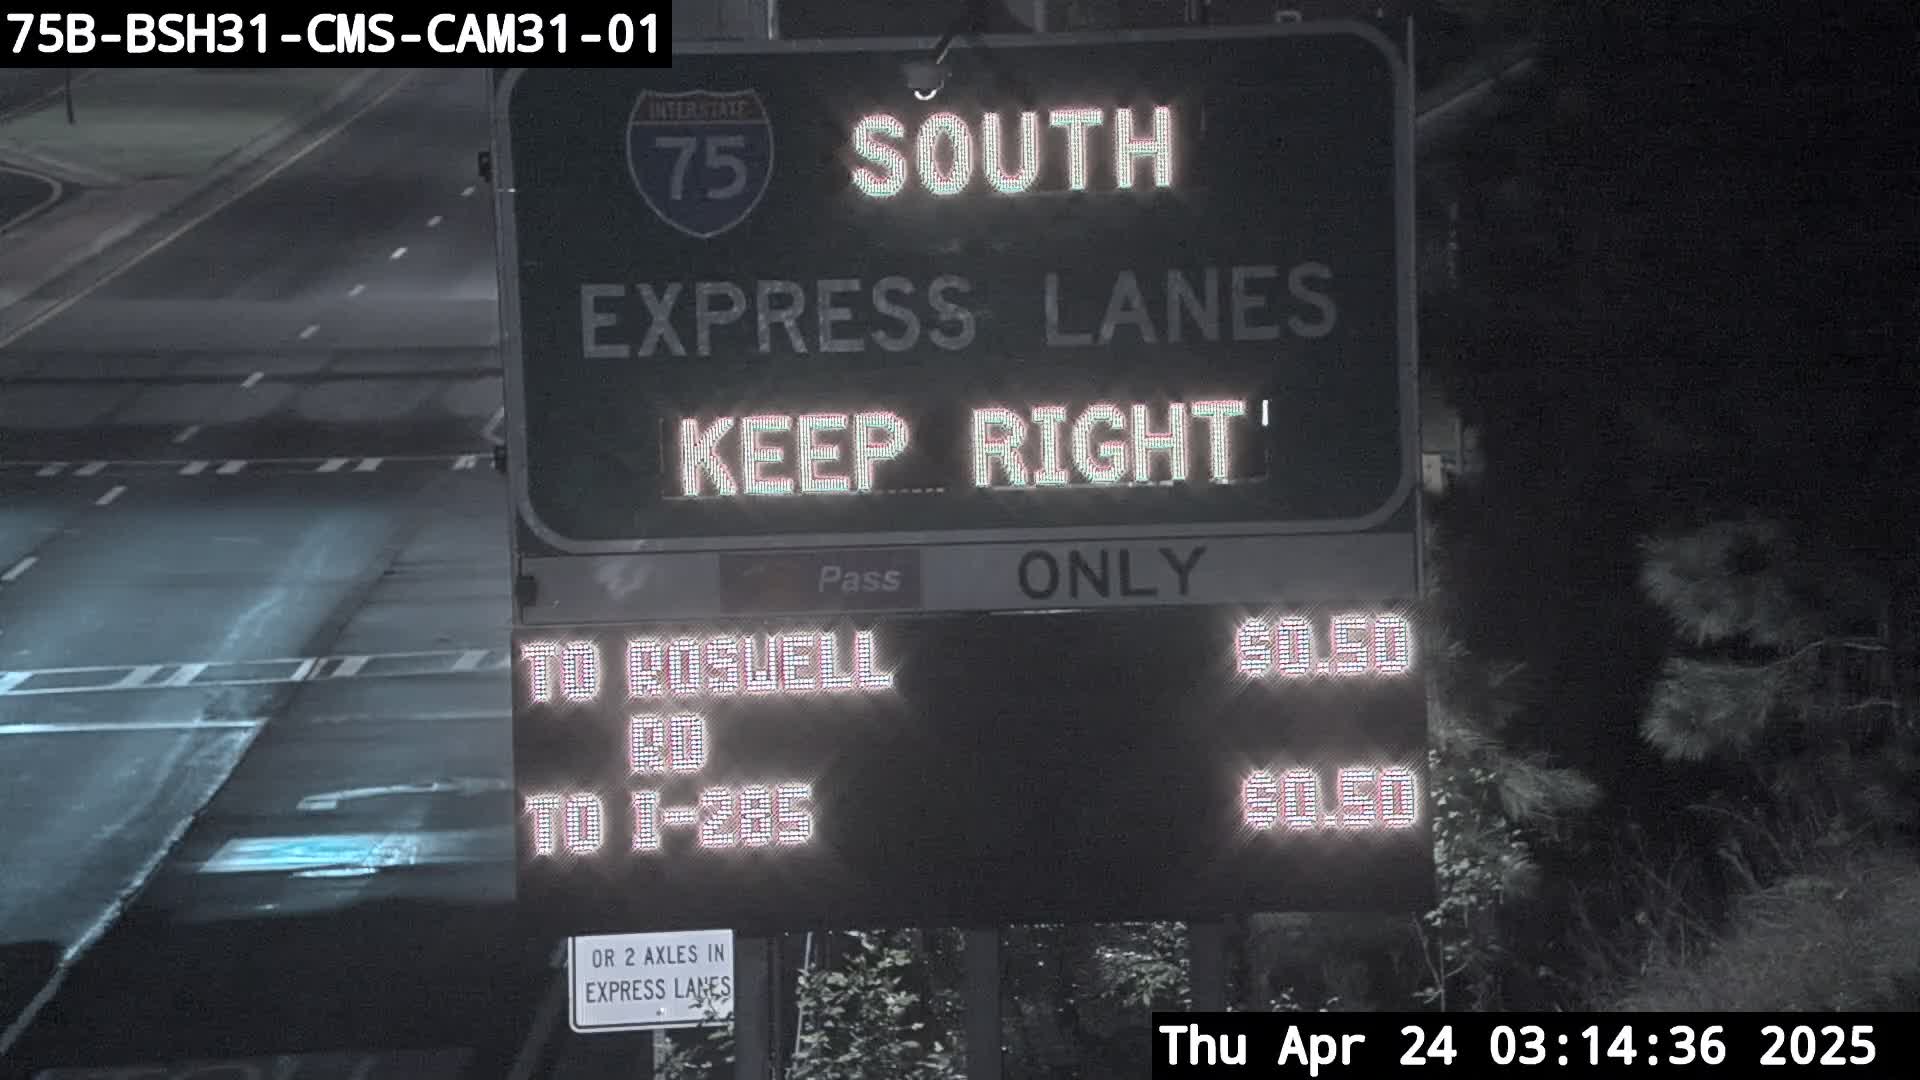 75B-BSH31-CMS-CAM31-01
INTERSTATE
75
SOUTH
EXPRESS LANES
KEEP RIGHT
Pass ONLY
TO ROSWELL $0.50
RD
TO I-285 $0.50
OR 2 AXLES IN
EXPRESS LANES
Thu Apr 24 03:14:36 2025